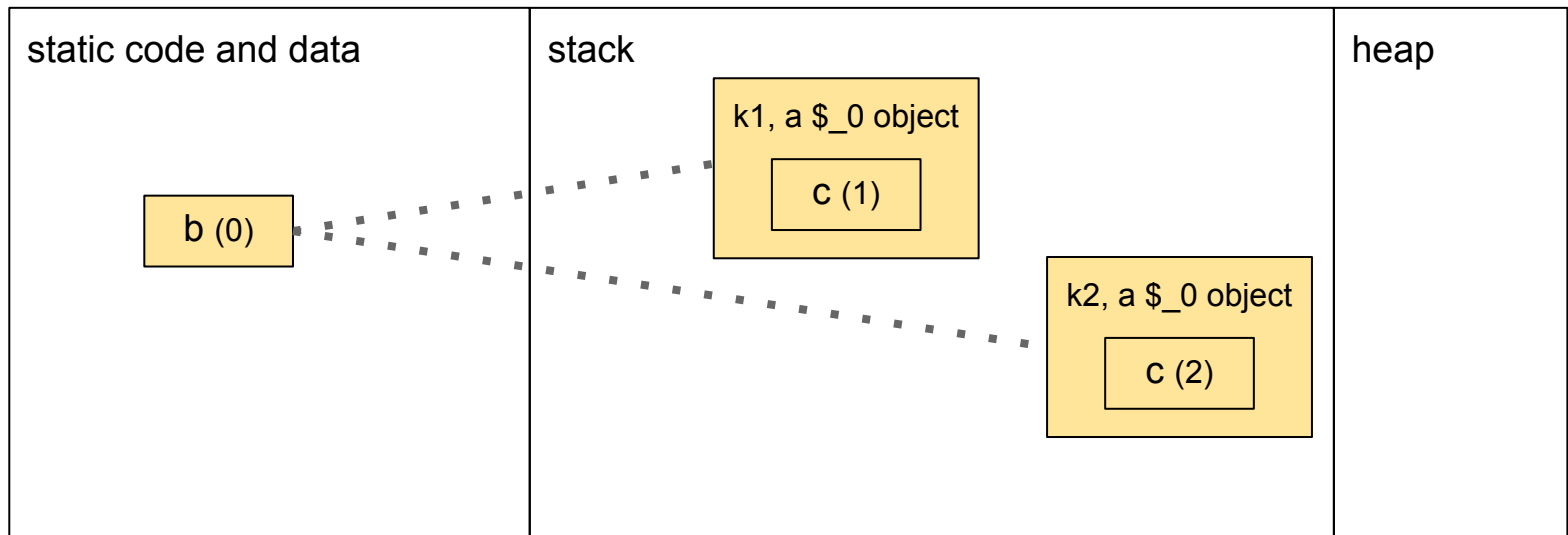 static code and data
stack
heap
k1, a $_0 object
c (1)
b (0)
k2, a $_0 object
c (2)